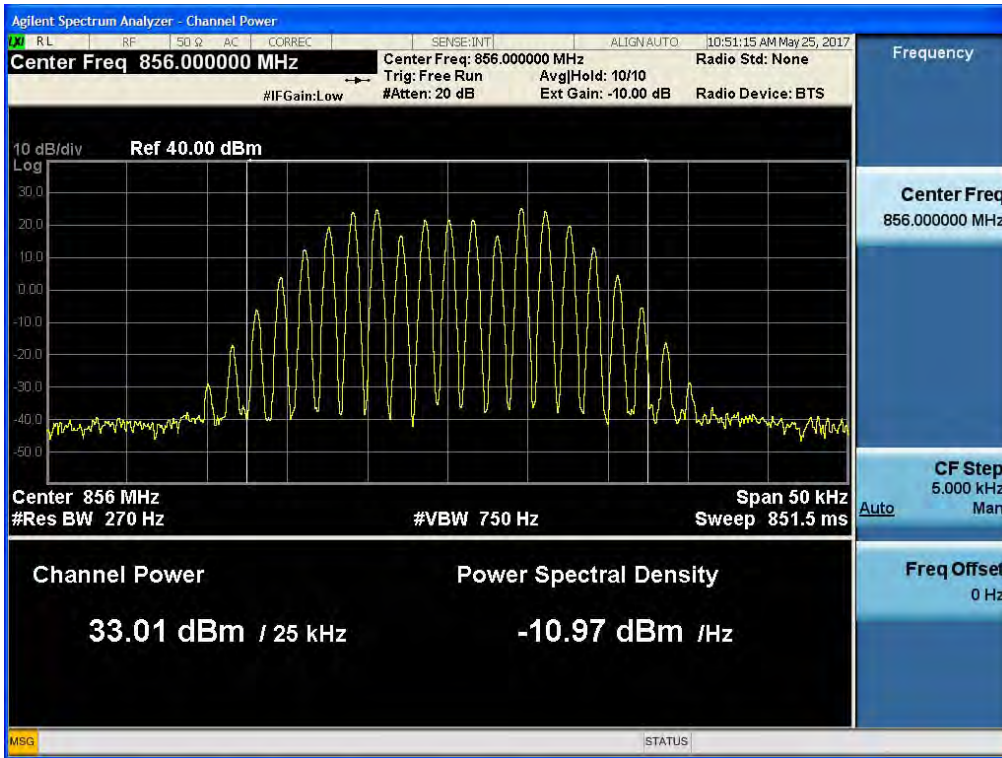 Agilent Spectrum Analyzer - Channel Power
LXI RL RF 50 Ω AC CORREC SENSE:INT ALIGNAUTO 10:51:15 AM May 25, 2017
Center Freq 856.000000 MHz
Center Freq: 856.000000 MHz
Radio Std: None
Trig: Free Run Avg|Hold: 10/10
#IFGain:Low
#Atten: 20 dB Ext Gain: -10.00 dB
Radio Device: BTS
10 dB/div Ref 40.00 dBm
Log
30.0
20.0
10.0
0.00
-10.0
-20.0
-30.0
-40.0
-50.0
Center 856 MHz Span 50 kHz
#Res BW 270 Hz #VBW 750 Hz Sweep 851.5 ms
Channel Power Power Spectral Density
33.01 dBm / 25 kHz -10.97 dBm /Hz
Frequency
Center Freq
856.000000 MHz
CF Step
5.000 kHz
Auto Man
Freq Offset
0 Hz
MSG STATUS